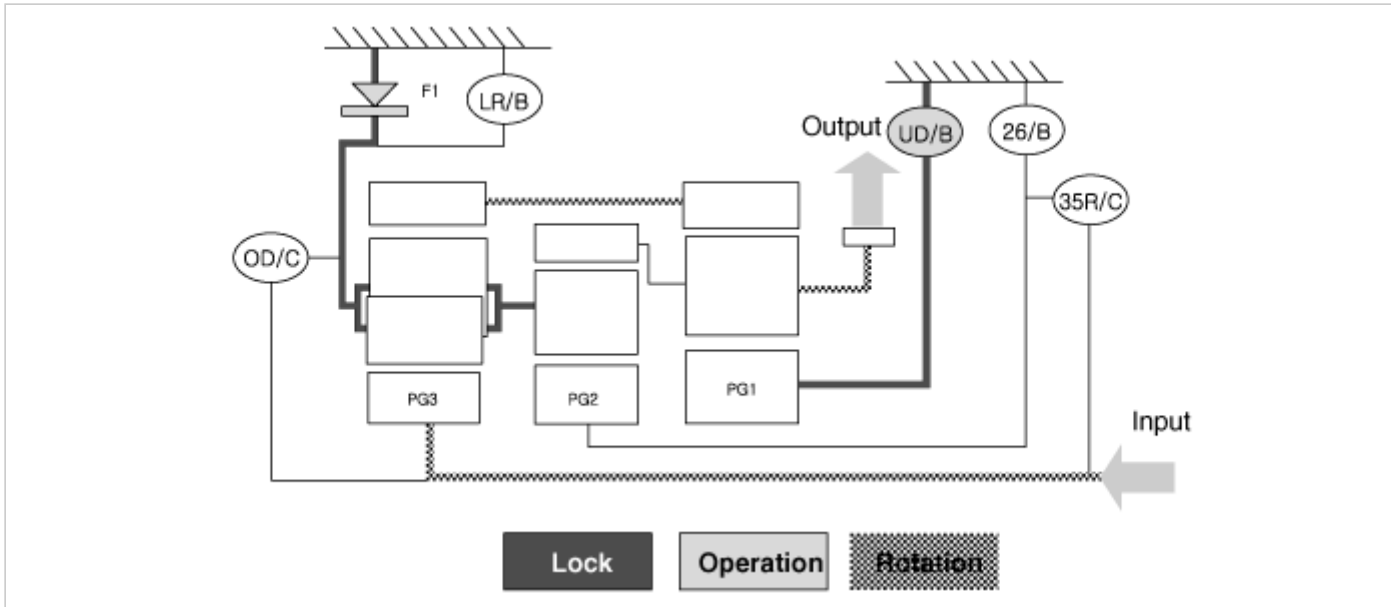 F1
LR/B
Output
UD/B
26/B
35R/C
OD/C
PG3
PG2
PG1
Input
Lock
Operation
Rotation